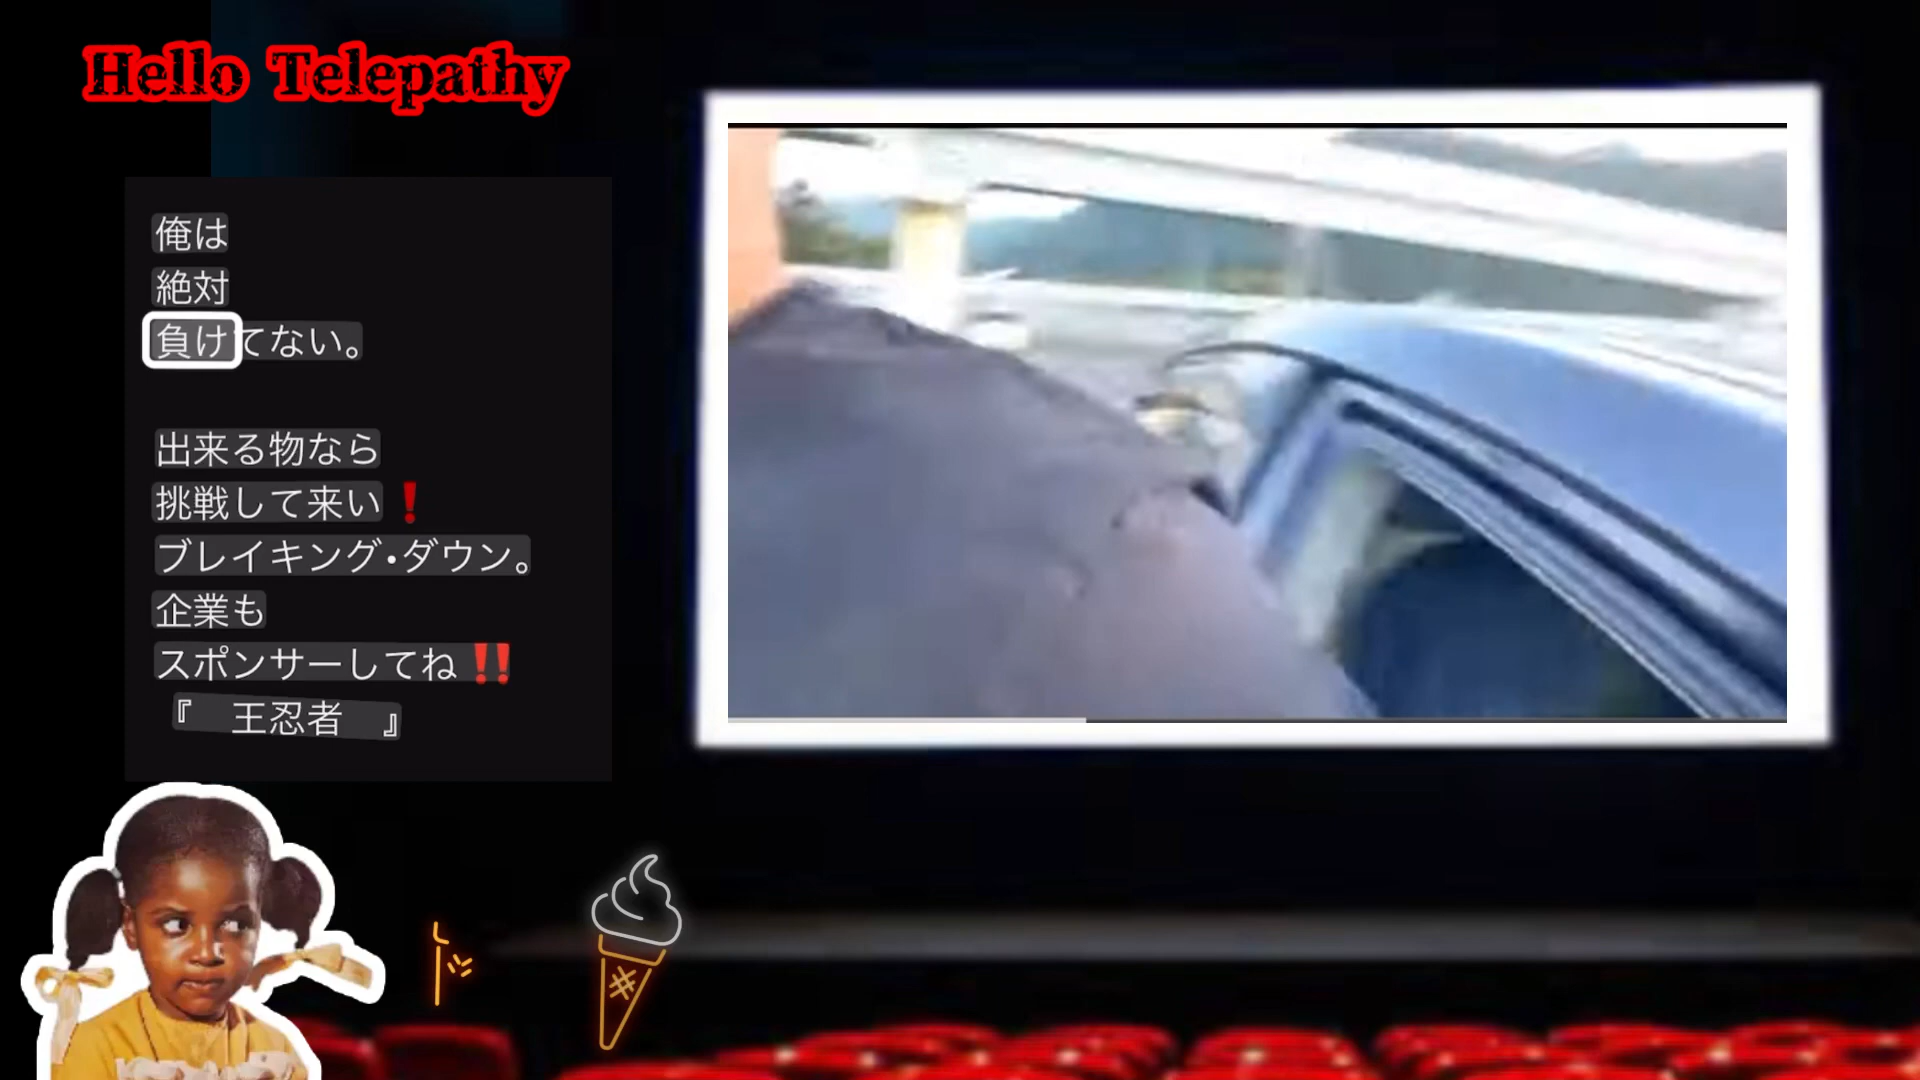 Hello Telepathy
俺は
絶対
負けてない。
出来る物なら
挑戦して来い❗
ブレイキング・ダウン。
企業も
スポンサーしてね‼️
『　王忍者　』